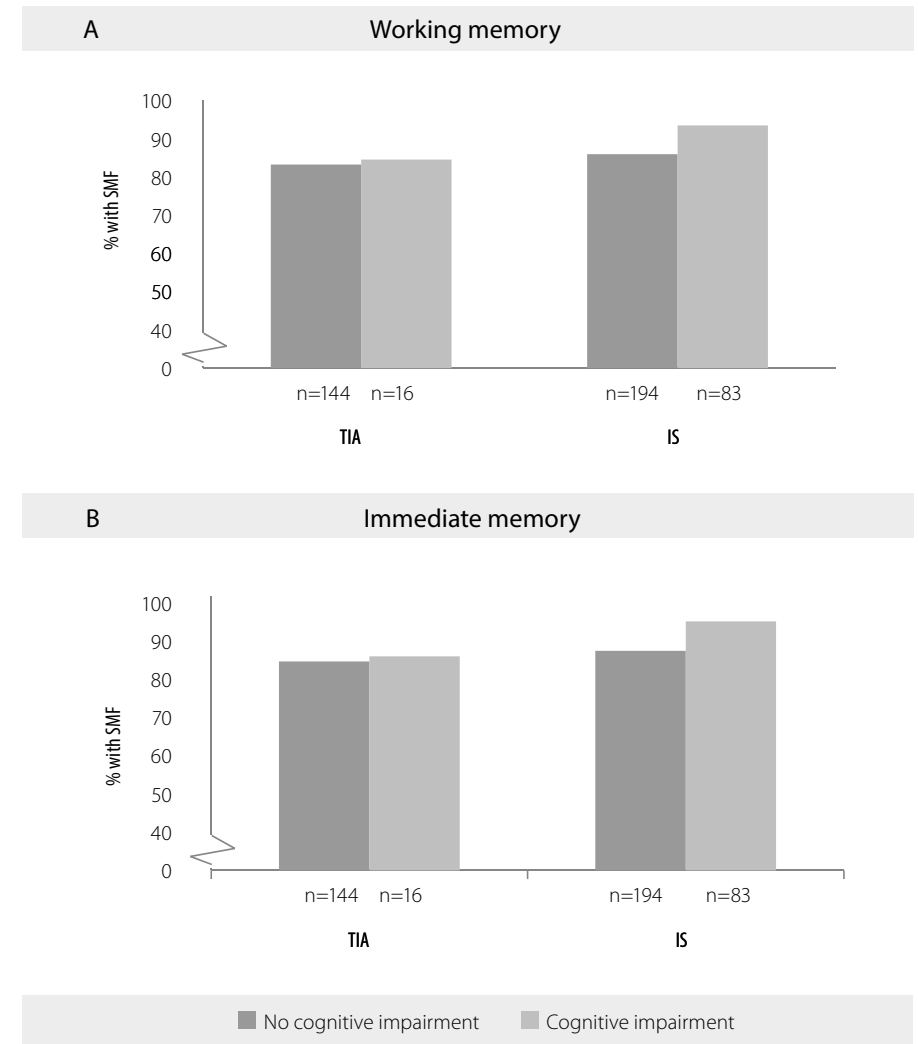 A Working memory
% with SMF
100
90
80
70
60
50
40
0
n=144 n=16 n=194 n=83
TIA IS
B Immediate memory
% with SMF
100
90
80
70
60
50
40
0
n=144 n=16 n=194 n=83
TIA IS
No cognitive impairment Cognitive impairment